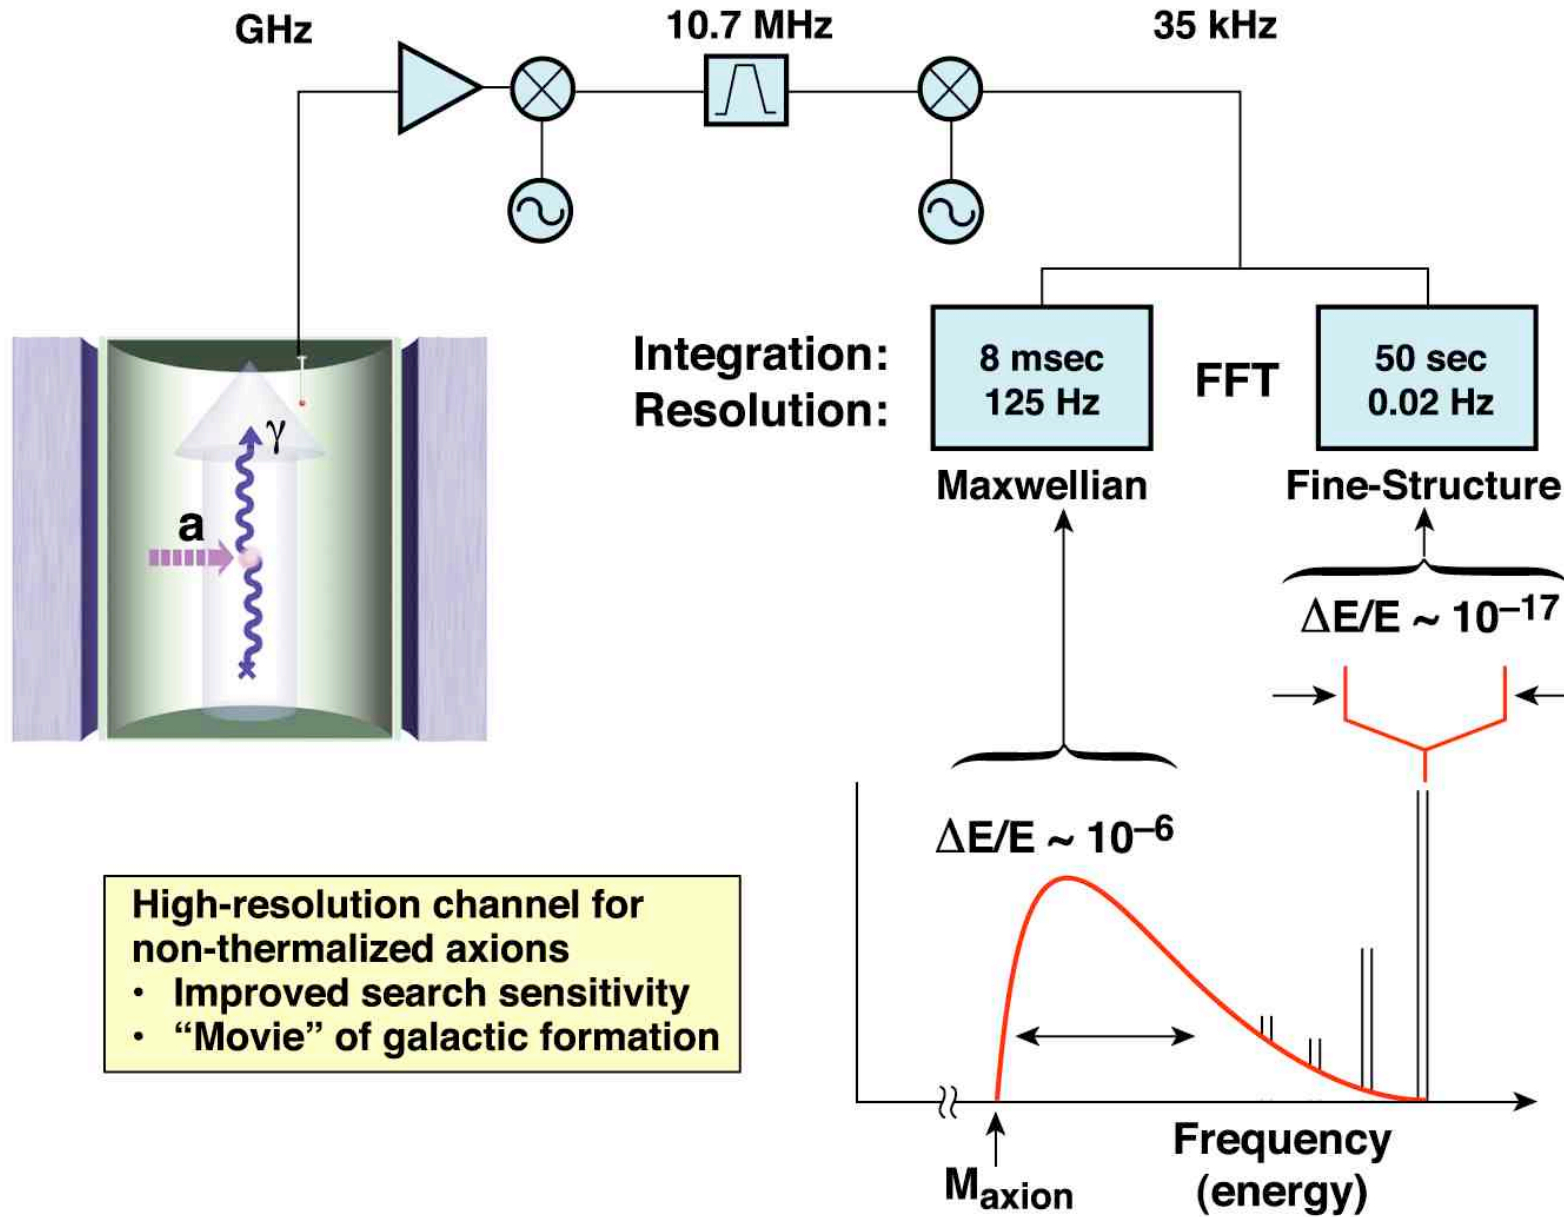 GHz
10.7 MHz
35 kHz
Integration:
Resolution:
8 msec
125 Hz
FFT
50 sec
0.02 Hz
Maxwellian
Fine-Structure
γ
a
ΔE/E ~ 10⁻¹⁷
ΔE/E ~ 10⁻⁶
High-resolution channel for
non-thermalized axions
• Improved search sensitivity
• “Movie” of galactic formation
Maxion
Frequency
(energy)